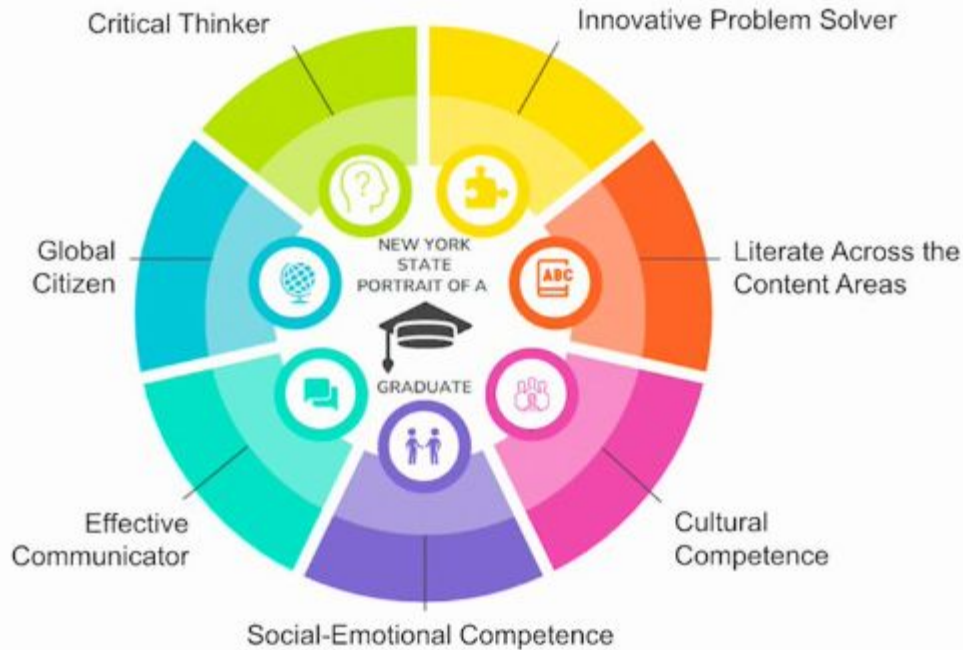 Critical Thinker
Innovative Problem Solver
Global
Citizen
NEW YORK
STATE
PORTRAIT OF A
GRADUATE
ABC
Literate Across the
Content Areas
Effective
Communicator
Cultural
Competence
Social-Emotional Competence
?